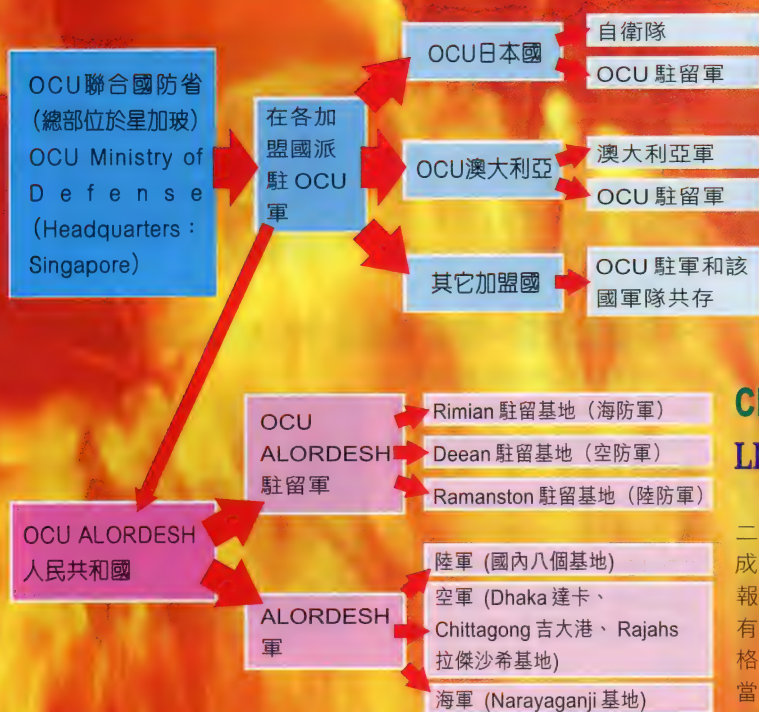 OCU聯合國防省
(總部位於星加玻)
OCU Ministry of
Defense
(Headquarters：
Singapore)
在各加
盟國派
駐 OCU
軍
OCU日本國
自衛隊
OCU 駐留軍
OCU澳大利亞
澳大利亞軍
OCU 駐留軍
其它加盟國
OCU 駐軍和該
國軍隊共存
OCU ALORDESH
人民共和國
OCU
ALORDESH
駐留軍
Rimian 駐留基地（海防軍）
Deean 駐留基地（空防軍）
Ramanston 駐留基地（陸防軍）
ALORDESH
軍
陸軍 (國內八個基地)
空軍 (Dhaka 達卡、
Chittagong 吉大港、 Rajahs
拉傑沙希基地)
海軍 (Narayaganji 基地)
二
成
報
有
格
當